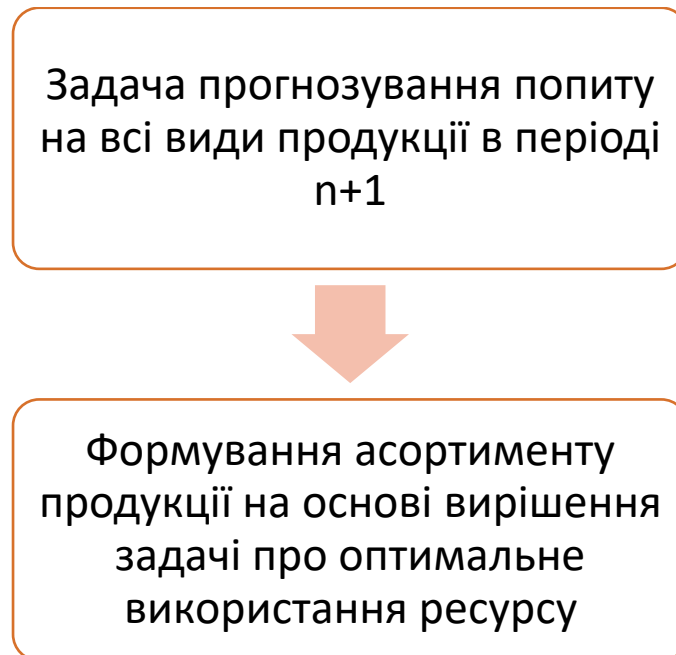 Задача прогнозування попиту
на всі види продукції в періоді
n+1
Формування асортименту
продукції на основі вирішення
задачі про оптимальне
використання ресурсу